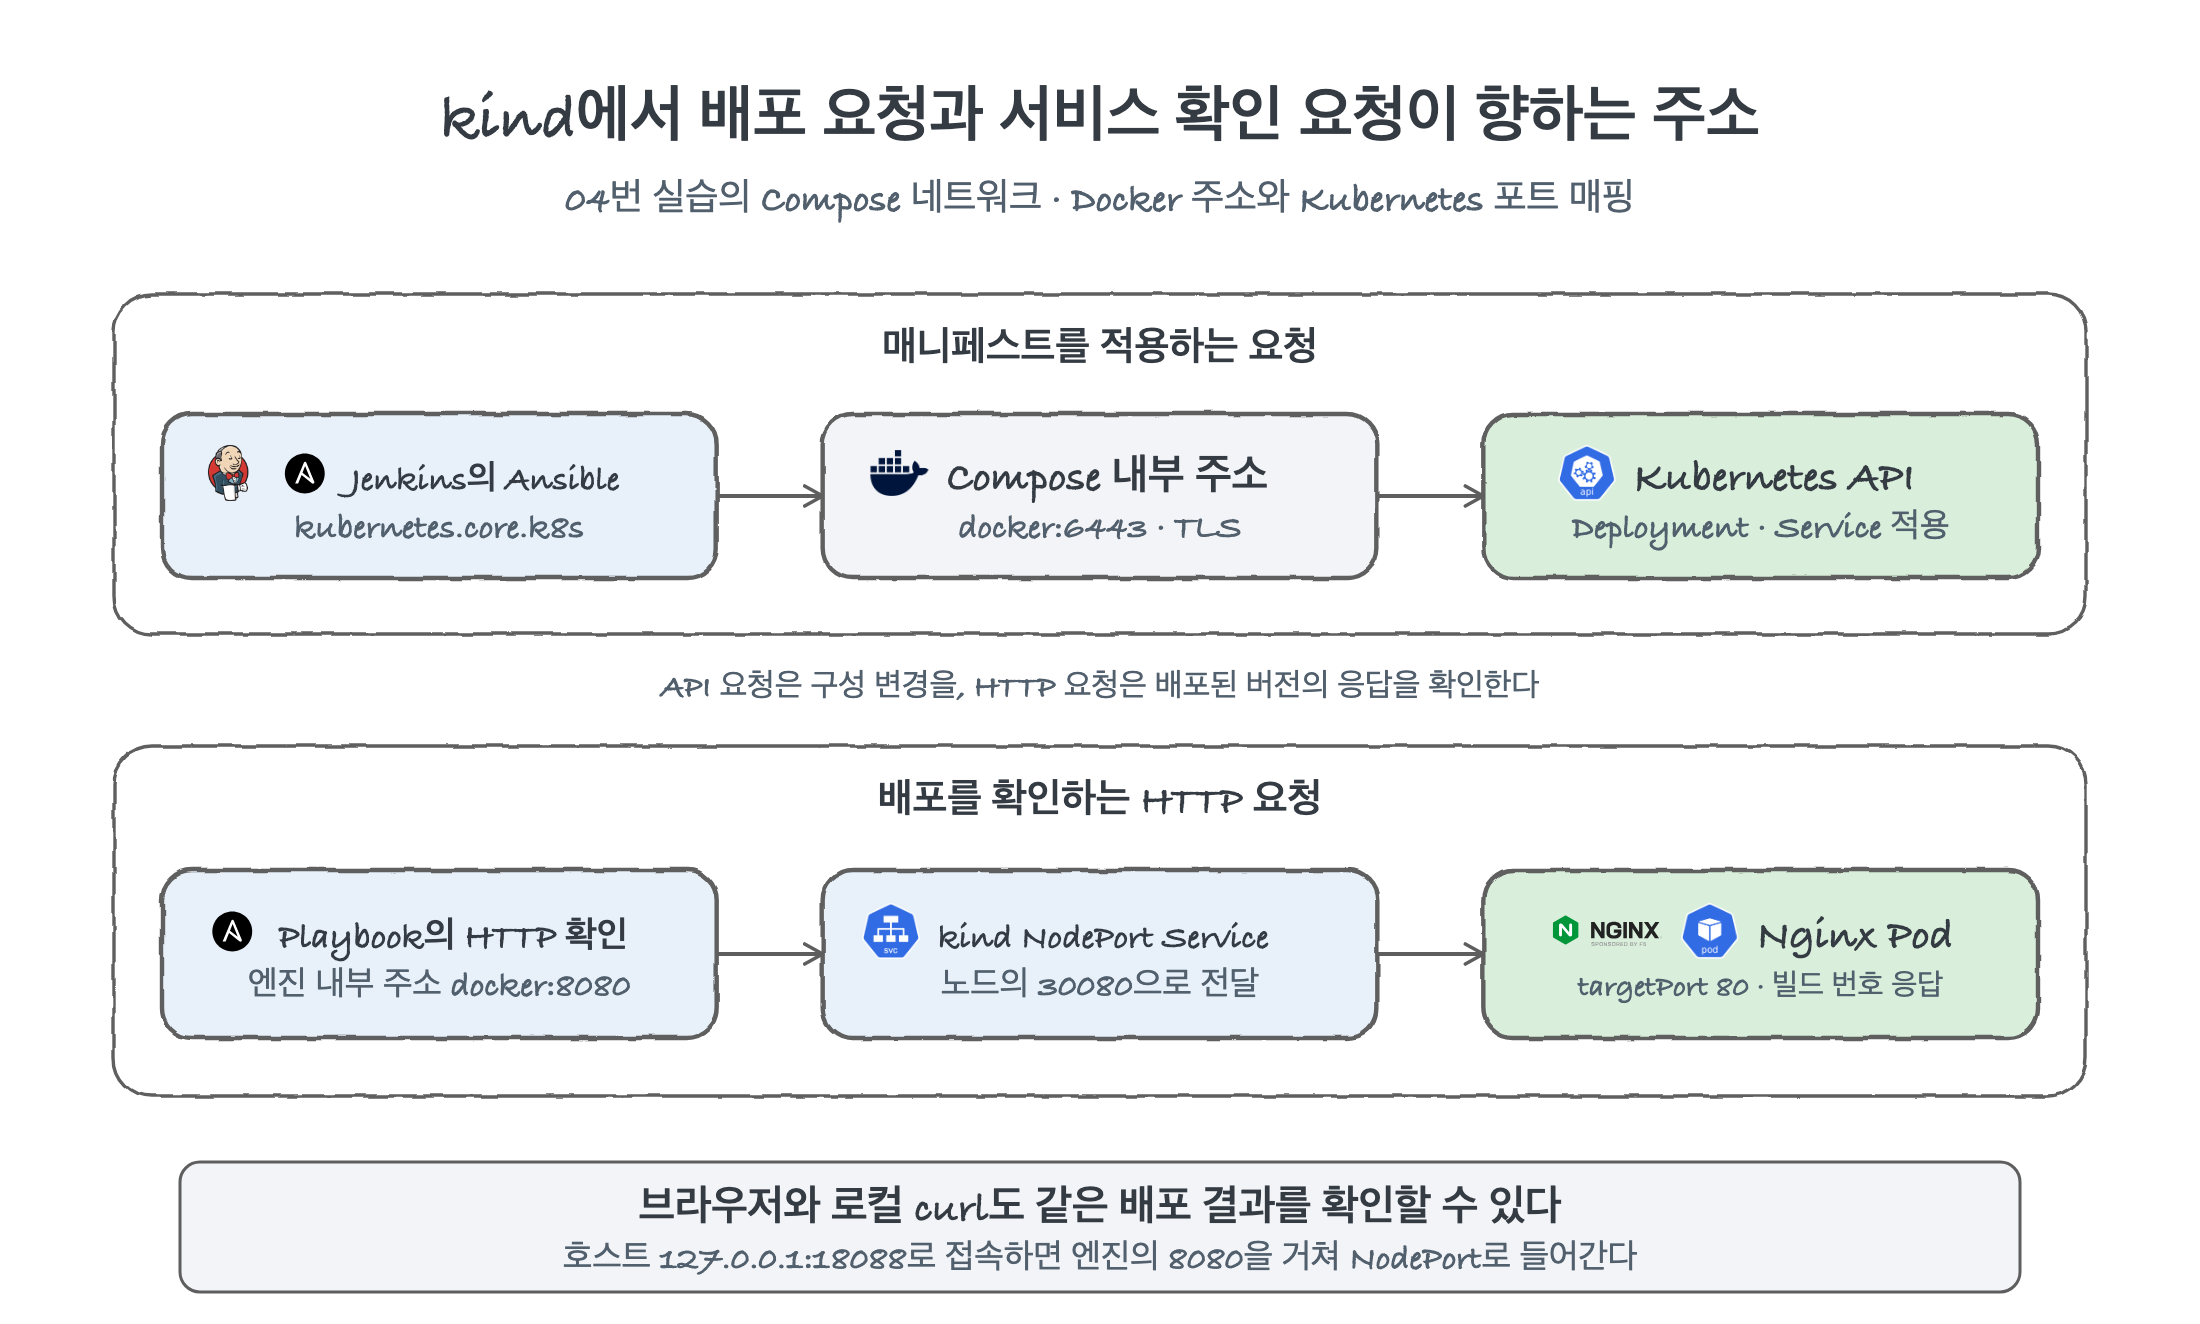 kind에서 배포 요청과 서비스 확인 요청이 향하는 주소
04번 실습의 Compose 네트워크 · Docker 주소와 Kubernetes 포트 매핑
매니페스트를 적용하는 요청
Jenkins의 Ansible
kubernetes.core.k8s
Compose 내부 주소
docker:6443 · TLS
api
Kubernetes API
Deployment · Service 적용
API 요청은 구성 변경을, HTTP 요청은 배포된 버전의 응답을 확인한다
배포를 확인하는 HTTP 요청
Playbook의 HTTP 확인
엔진 내부 주소 docker:8080
svc
kind NodePort Service
노드의 30080으로 전달
NGINX
SPONSORED BY F5
pod
Nginx Pod
targetPort 80 · 빌드 번호 응답
브라우저와 로컬 curl도 같은 배포 결과를 확인할 수 있다
호스트 127.0.0.1:18088로 접속하면 엔진의 8080을 거쳐 NodePort로 들어간다